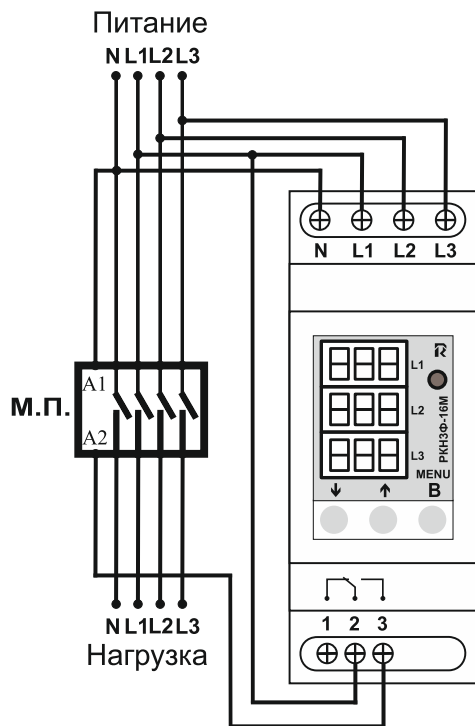 Питание
N L1 L2 L3
N L1 L2 L3
L1
L2
L3
РКН3Ф-16М
MENU
B
A1
М.П.
A2
1 2 3
N L1 L2 L3
Нагрузка